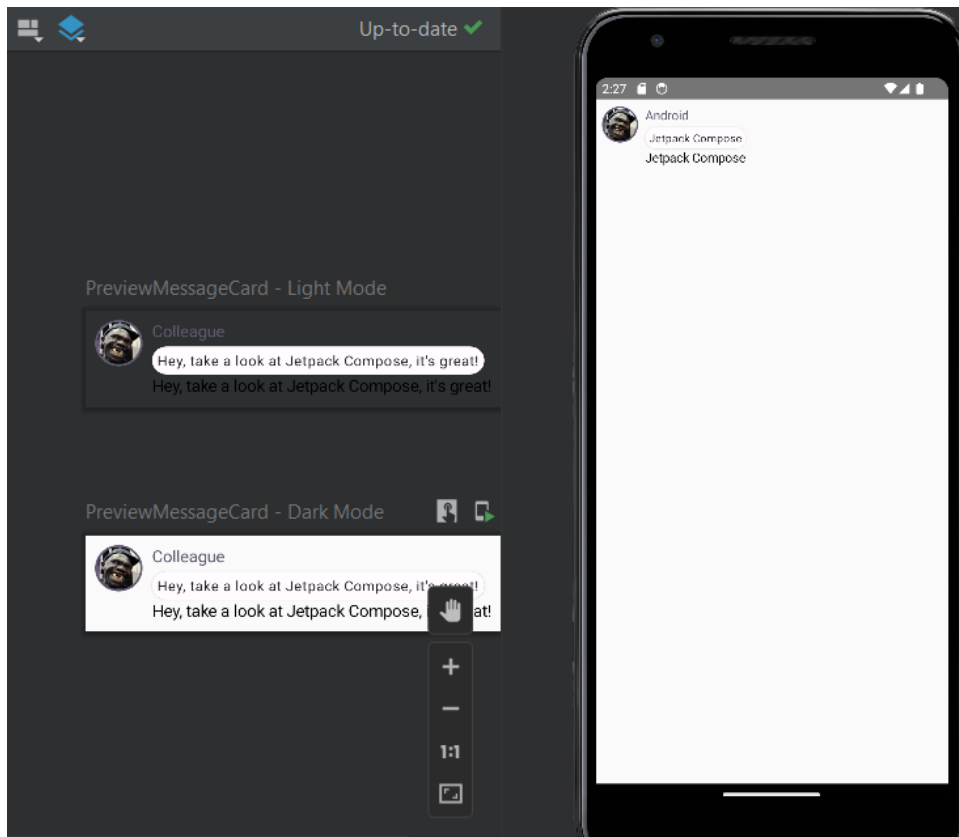 Up-to-date
PreviewMessageCard - Light Mode
Colleague
Hey, take a look at Jetpack Compose, it's great!
Hey, take a look at Jetpack Compose, it's great!
PreviewMessageCard - Dark Mode
Colleague
Hey, take a look at Jetpack Compose, it's great!
Hey, take a look at Jetpack Compose, at!
1:1
2:27
Android
Jetpack Compose
Jetpack Compose